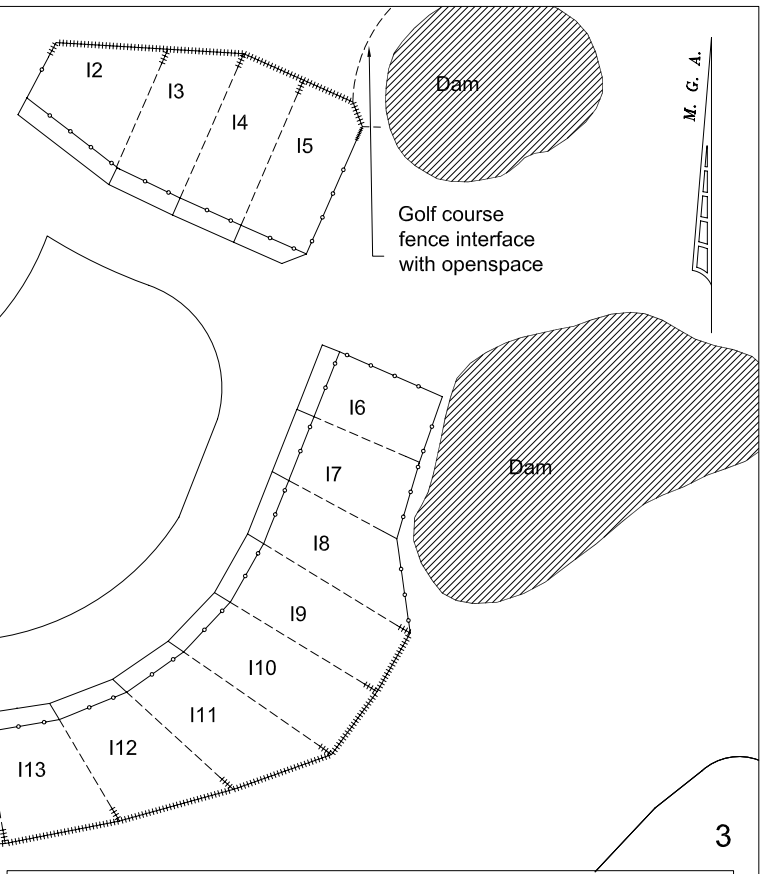 M. G. A.
I2
I3
I4
I5
Dam
Golf course
fence interface
with openspace
I6
I7
I8
I9
I10
I11
I12
I13
Dam
3